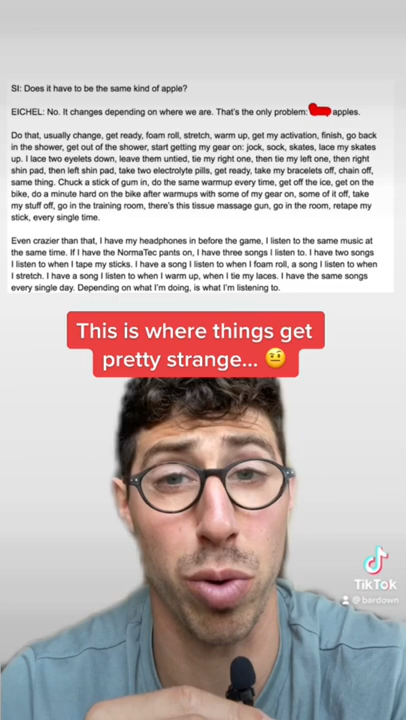 SI: Does it have to be the same kind of apple?
EICHEL: No. It changes depending on where we are. That's the only problem: apples.
Do that, usually change, get ready, foam roll, stretch, warm up, get my activation, finish, go back
in the shower, get out of the shower, start getting my gear on: jock, sock, skates, lace my skates
up. I lace two eyelets down, leave them untied, tie my right one, then tie my left one, then right
shin pad, then left shin pad, take two electrolyte pills, get ready, take my bracelets off, chain off,
same thing. Chuck a stick of gum in, do the same warmup every time, get off the ice, get on the
bike, do a minute hard on the bike after warmups with some of my gear on, some of it off, take
my stuff off, go in the training room, there's this tissue massage gun, go in the room, retape my
stick, every single time.
Even crazier than that, I have my headphones in before the game, I listen to the same music at
the same time. If I have the NormaTec pants on, I have three songs I listen to. I have two songs
I listen to when I tape my sticks. I have a song I listen to when I foam roll, a song I listen to when
I stretch. I have a song I listen to when I warm up, when I tie my laces. I have the same songs
every single day. Depending on what I'm doing, is what I'm listening to.
This is where things get
pretty strange... 🤨
TikTok
@bardown